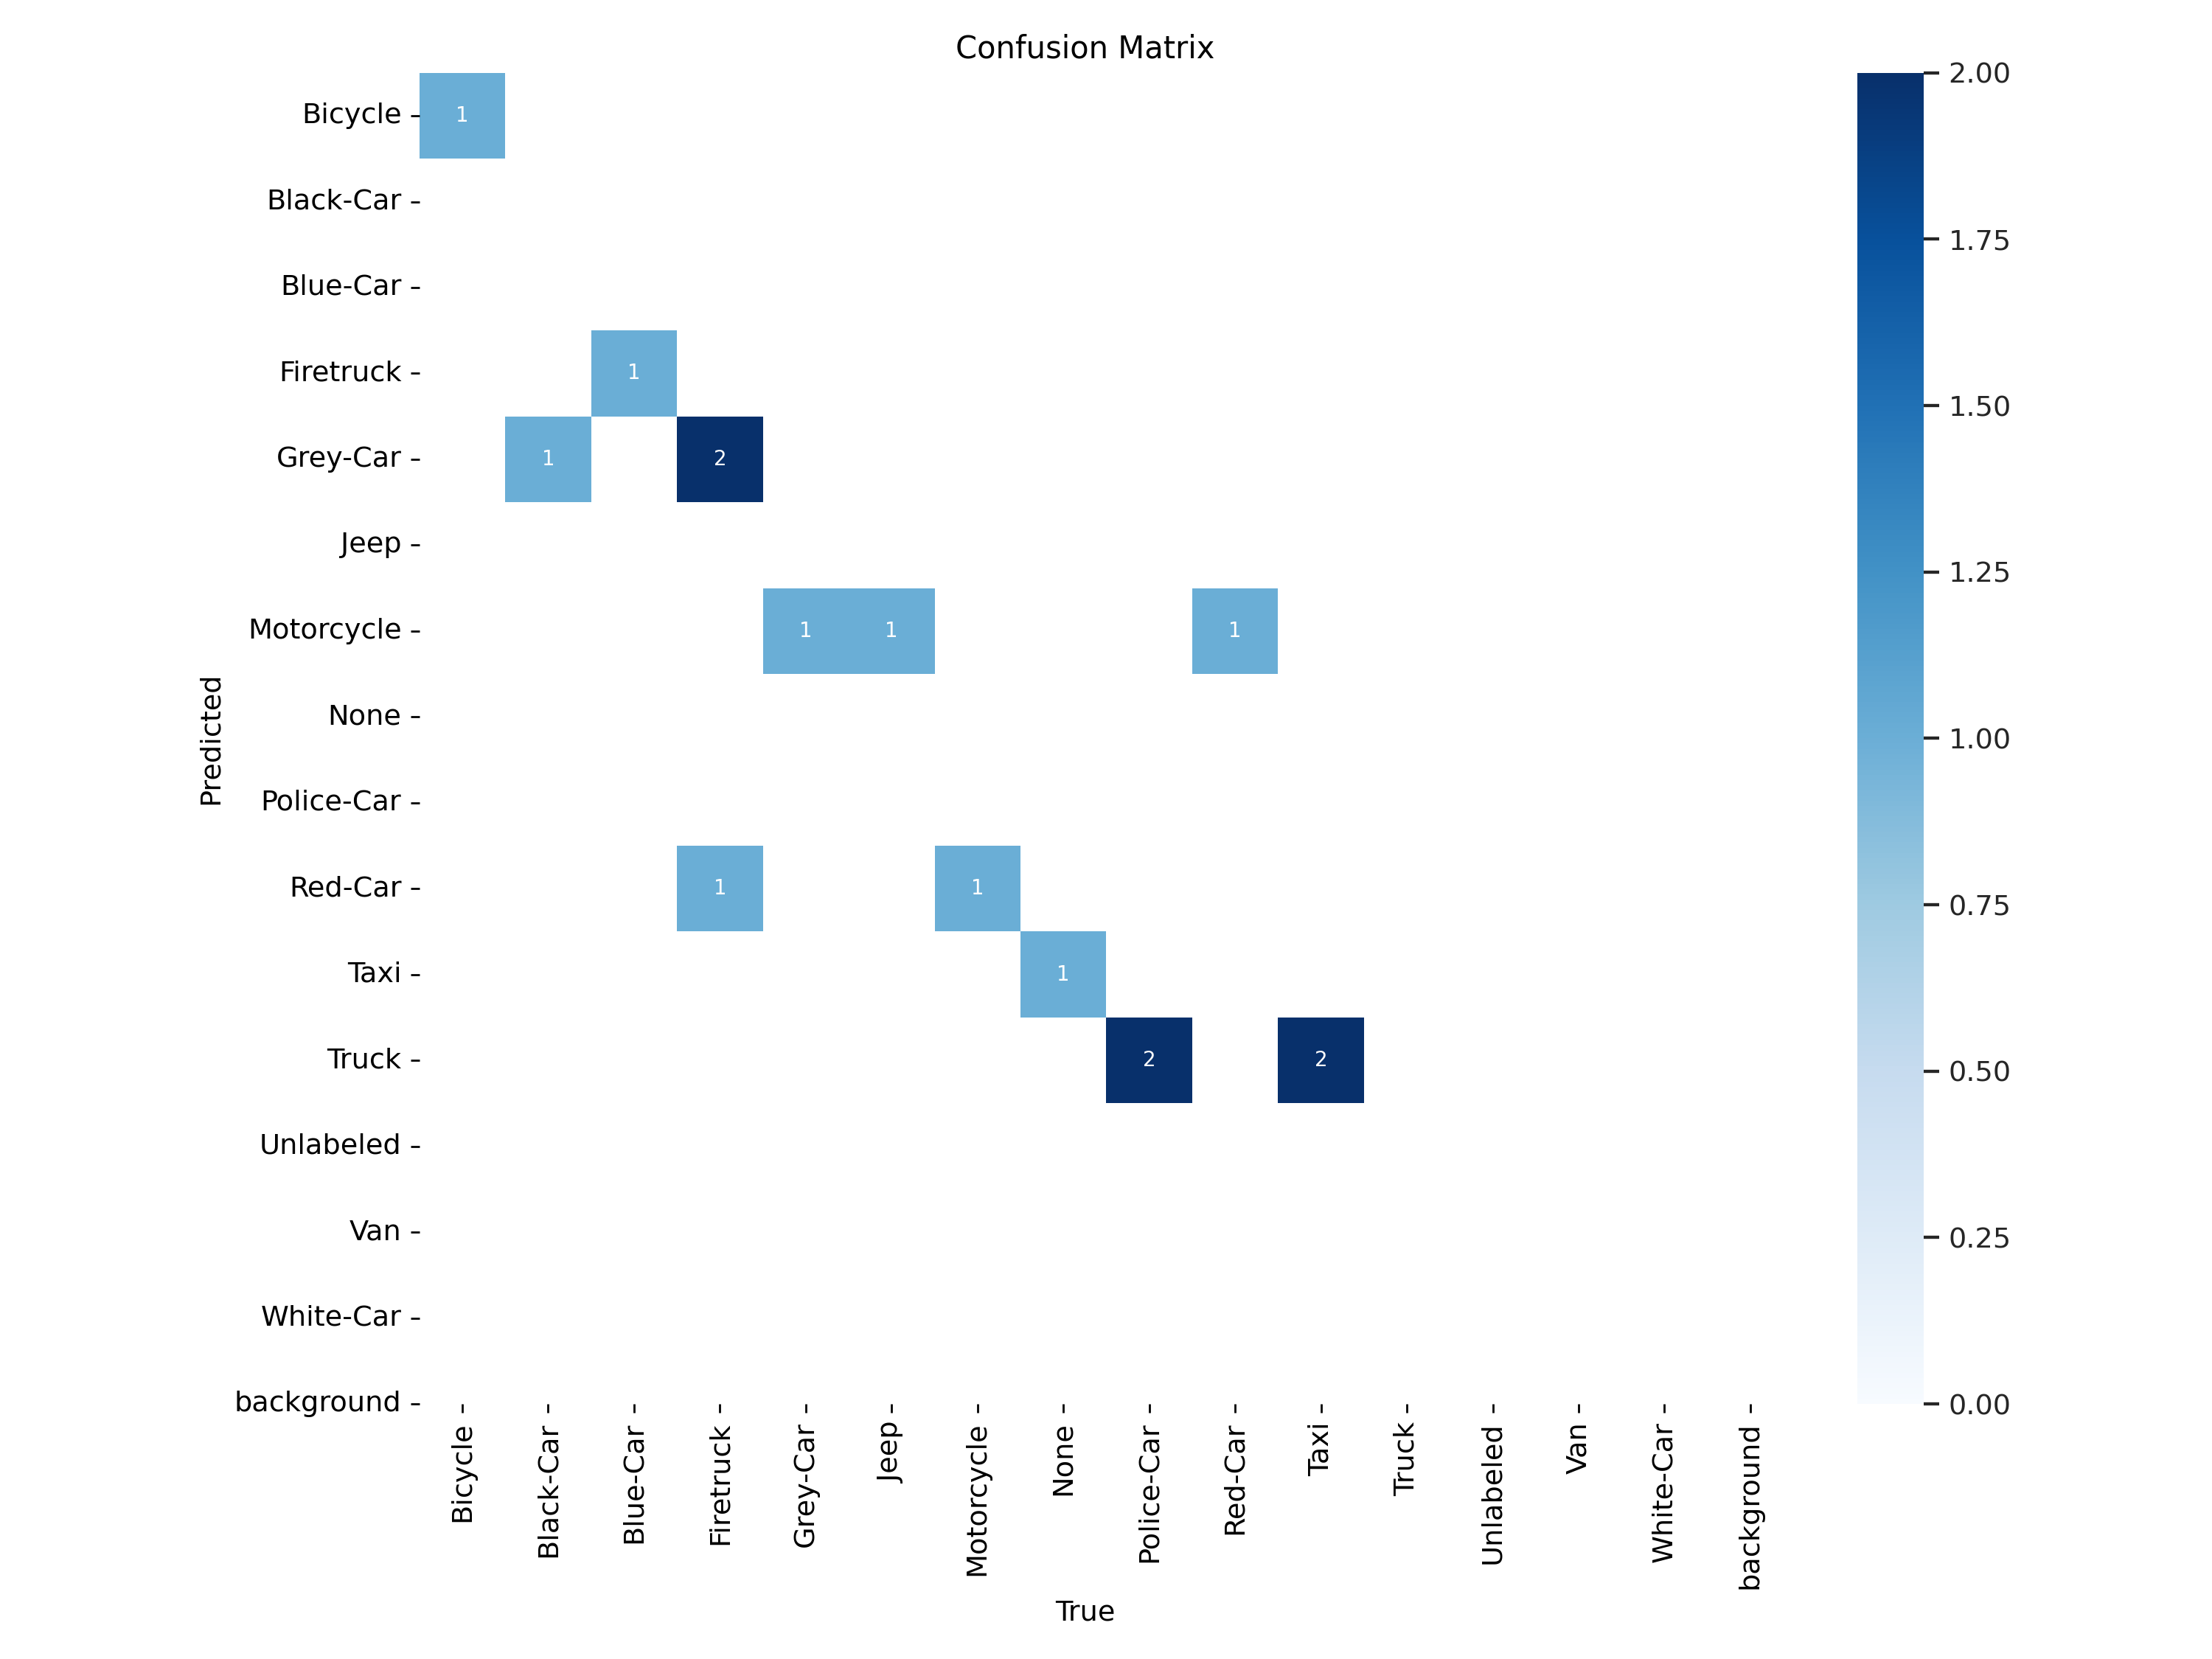 Confusion Matrix
Bicycle
1
Black-Car
Blue-Car
Firetruck
1
Grey-Car
1 2
Jeep
Motorcycle
1 1 1
None
Police-Car
Red-Car
1 1
Taxi
1
Truck
2 2
Unlabeled
Van
White-Car
background
Predicted
Bicycle
Black-Car
Blue-Car
Firetruck
Grey-Car
Jeep
Motorcycle
None
Police-Car
Red-Car
Taxi
Truck
Unlabeled
Van
White-Car
background
True
2.00
1.75
1.50
1.25
1.00
0.75
0.50
0.25
0.00